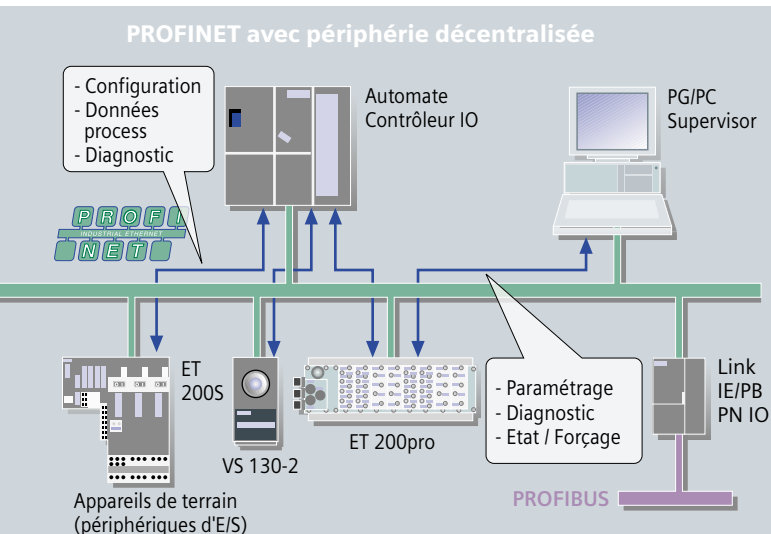 PROFINET avec périphérie décentralisée
- Configuration
- Données
process
- Diagnostic
Automate
Contrôleur IO
PG/PC
Supervisor
PROFI
INDUSTRIAL ETHERNET
NET
ET
200S
VS 130-2
ET 200pro
- Paramétrage
- Diagnostic
- Etat / Forçage
Link
IE/PB
PN IO
PROFIBUS
Appareils de terrain
(périphériques d'E/S)